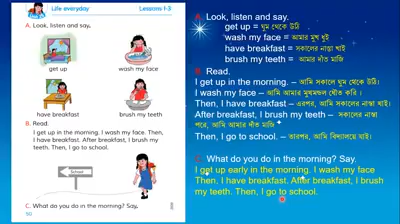 Life everyday
Lessons 1-3
A. Look, listen and say.
get up
wash my face
have breakfast
brush my teeth
B. Read.
I get up in the morning. I wash my face. Then,
I have breakfast. After breakfast, I brush my
teeth. Then, I go to school.
School
C. What do you do in the morning? Say.
50
A. Look, listen and say.
get up = ঘুম থেকে উঠি
wash my face = আমার মুখ ধুই
have breakfast = সকালের নাস্তা খাই
brush my teeth = আমার দাঁত মাজি
B. Read.
I get up in the morning. – আমি সকালে ঘুম থেকে উঠি।
I wash my face – আমি আমার মুখমন্ডল ধৌত করি ।
Then, I have breakfast – এরপর, আমি সকালের নাস্তা খাই।
After breakfast, I brush my teeth – সকালের নাস্তা
পরে, আমি আমার দাঁত মাজি
Then, I go to school. – তারপর, আমি বিদ্যালয়ে যাই।
C. What do you do in the morning? Say.
I get up early in the morning. I wash my face
Then, I have breakfast. After breakfast, I brush
my teeth. Then, I go to school.